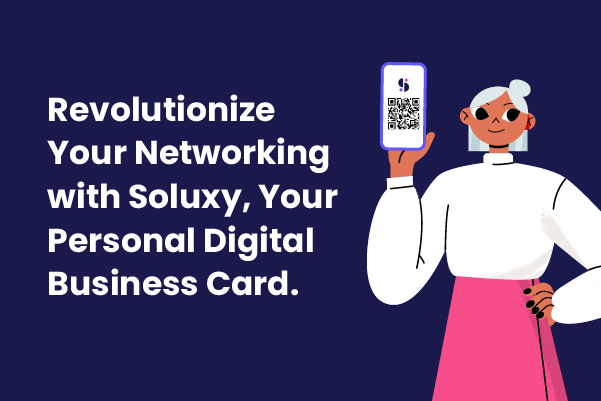 Revolutionize
Your Networking
with Soluxy, Your
Personal Digital
Business Card.